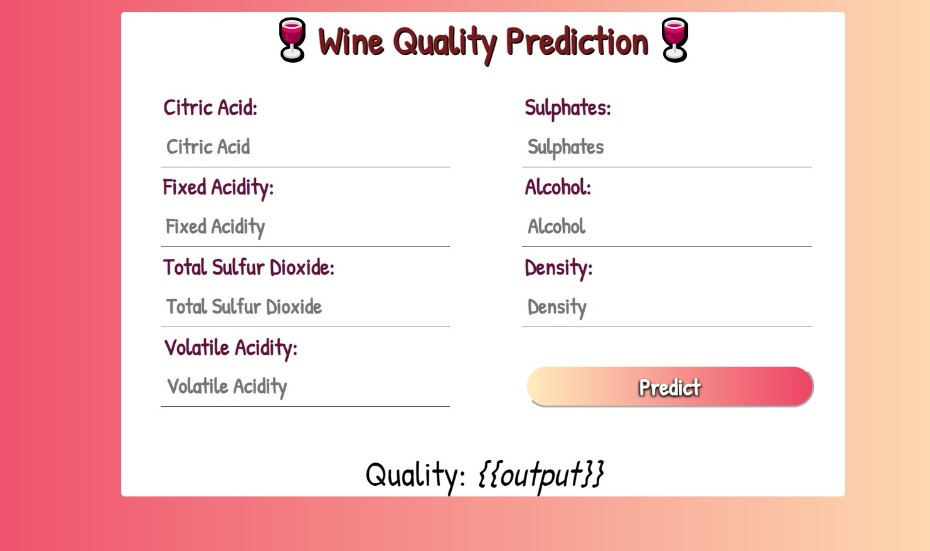 Wine Quality Prediction
Citric Acid:
Citric Acid
Fixed Acidity:
Fixed Acidity
Total Sulfur Dioxide:
Total Sulfur Dioxide
Volatile Acidity:
Volatile Acidity
Sulphates:
Sulphates
Alcohol:
Alcohol
Density:
Density
Predict
Quality: {{output}}